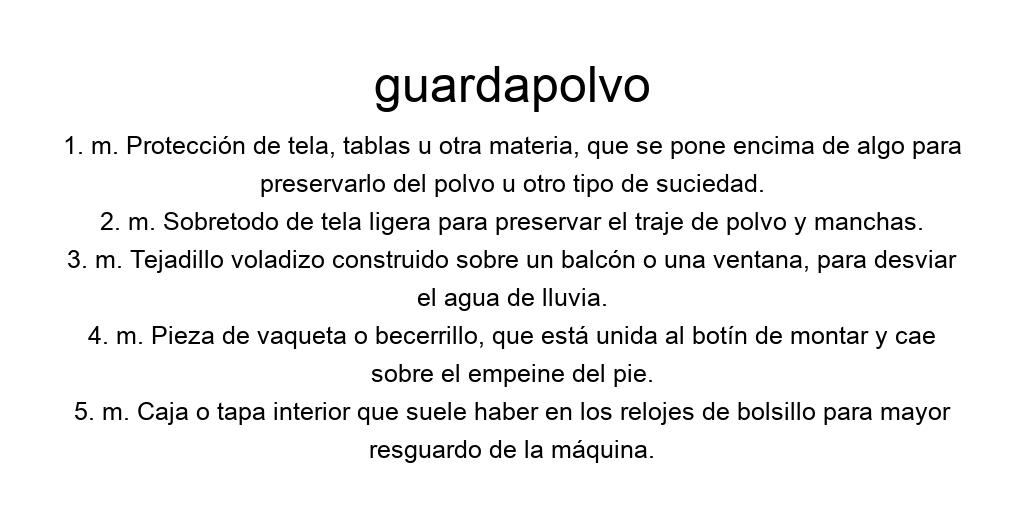 guardapolvo
1. m. Protección de tela, tablas u otra materia, que se pone encima de algo para
preservarlo del polvo u otro tipo de suciedad.
2. m. Sobretodo de tela ligera para preservar el traje de polvo y manchas.
3. m. Tejadillo voladizo construido sobre un balcón o una ventana, para desviar
el agua de lluvia.
4. m. Pieza de vaqueta o becerrillo, que está unida al botín de montar y cae
sobre el empeine del pie.
5. m. Caja o tapa interior que suele haber en los relojes de bolsillo para mayor
resguardo de la máquina.